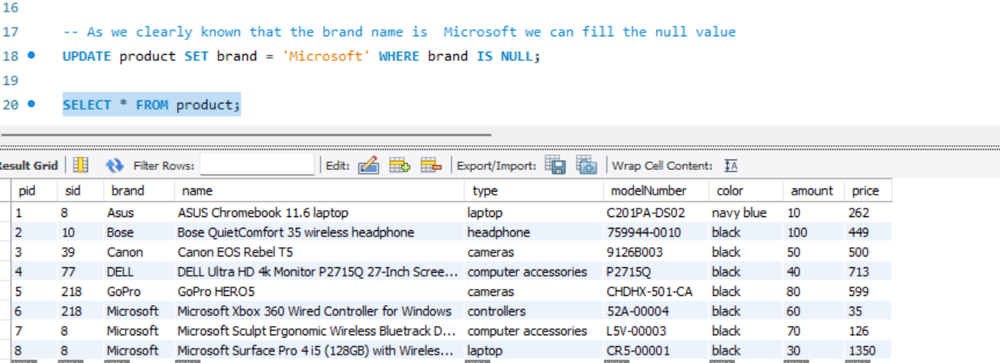 16
17 -- As we clearly known that the brand name is  Microsoft we can fill the null value
18 UPDATE product SET brand = 'Microsoft' WHERE brand IS NULL;
19
20 SELECT * FROM product;
Result Grid Filter Rows: Edit: Export/Import: Wrap Cell Content:
pid sid brand name type modelNumber color amount price
1 8 Asus ASUS Chromebook 11.6 laptop laptop C201PA-DS02 navy blue 10 262
2 10 Bose Bose QuietComfort 35 wireless headphone headphone 759944-0010 black 100 449
3 39 Canon Canon EOS Rebel T5 cameras 9126B003 black 50 500
4 77 DELL DELL Ultra HD 4k Monitor P2715Q 27-Inch Scree... computer accessories P2715Q black 40 713
5 218 GoPro GoPro HERO5 cameras CHDHX-501-CA black 80 599
6 218 Microsoft Microsoft Xbox 360 Wired Controller for Windows controllers 52A-00004 black 60 35
7 8 Microsoft Microsoft Sculpt Ergonomic Wireless Bluetrack D... computer accessories L5V-00003 black 70 126
8 8 Microsoft Microsoft Surface Pro 4 i5 (128GB) with Wireles... laptop CR5-00001 black 30 1350